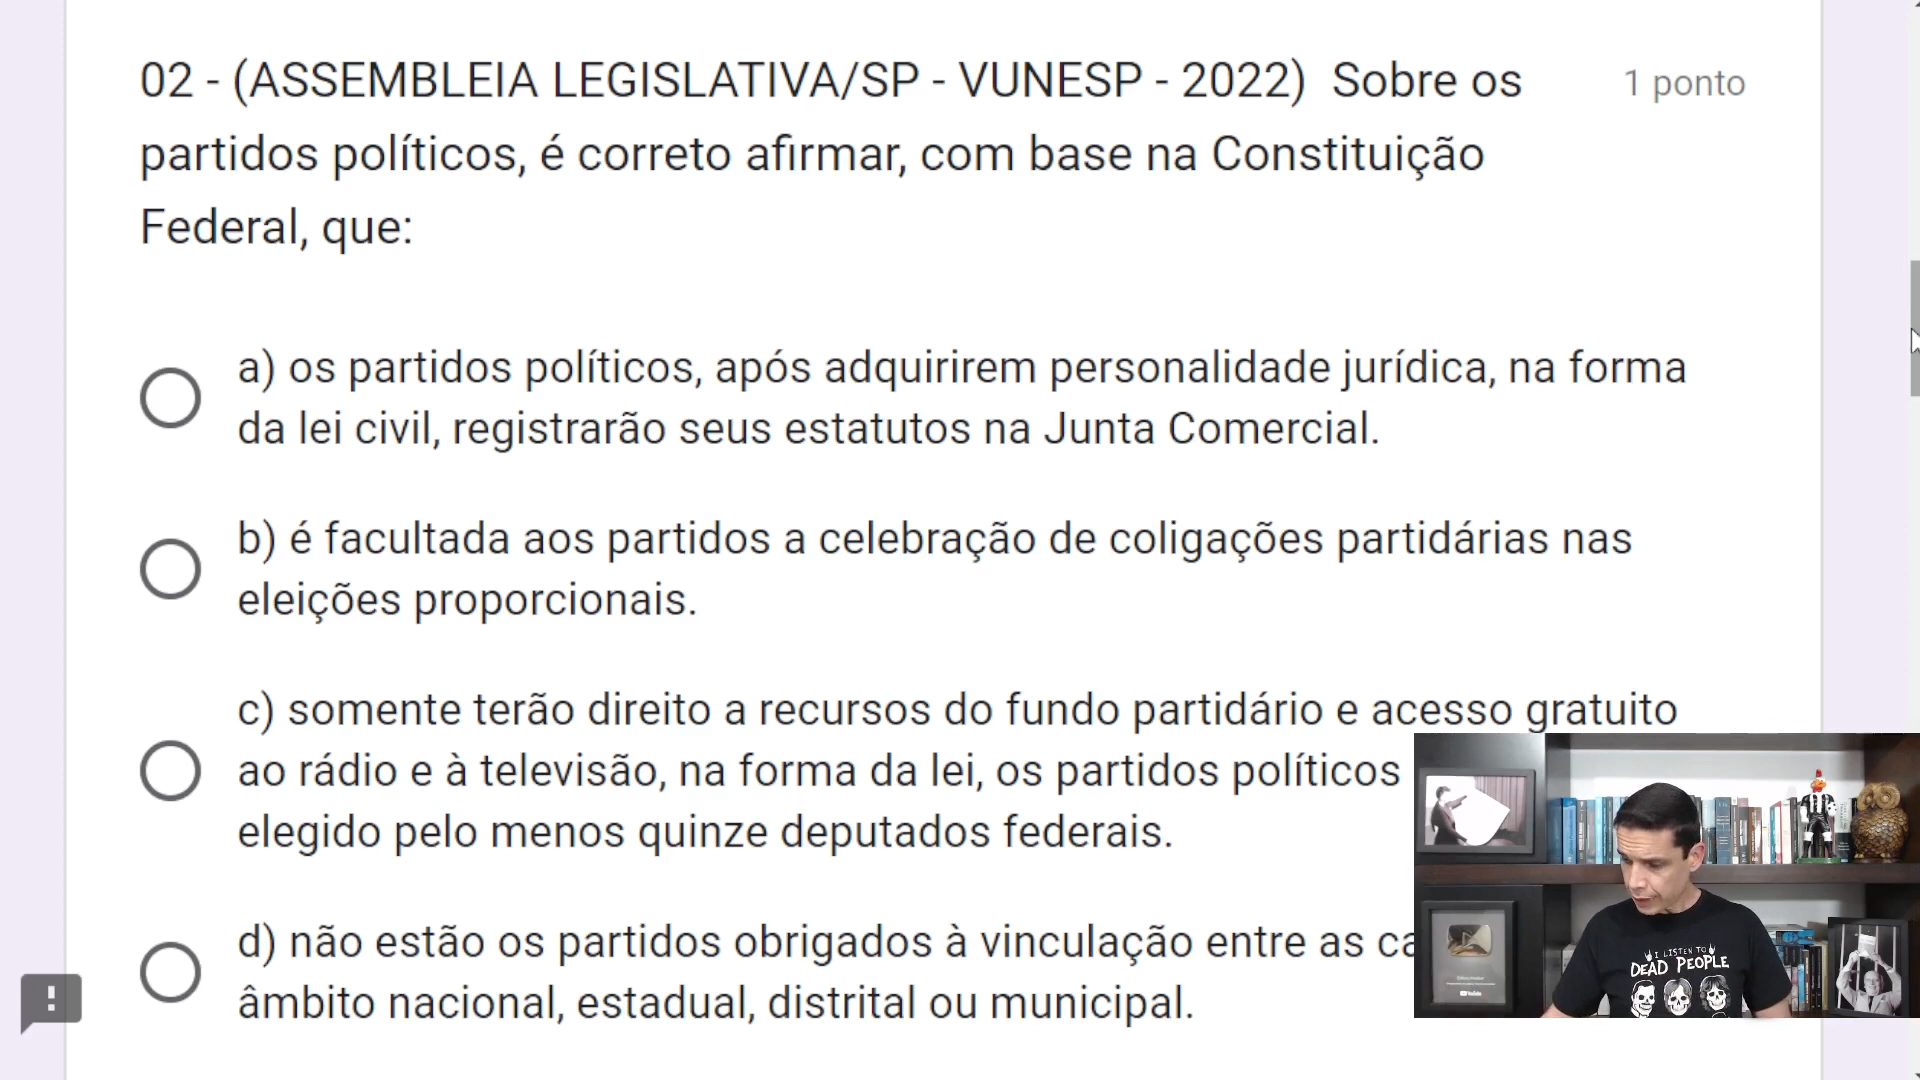 02 - (ASSEMBLEIA LEGISLATIVA/SP - VUNESP - 2022) Sobre os
1 ponto
partidos políticos, é correto afirmar, com base na Constituição
Federal, que:
a) os partidos políticos, após adquirirem personalidade jurídica, na forma
da lei civil, registrarão seus estatutos na Junta Comercial.
b) é facultada aos partidos a celebração de coligações partidárias nas
eleições proporcionais.
c) somente terão direito a recursos do fundo partidário e acesso gratuito
ao rádio e à televisão, na forma da lei, os partidos políticos
elegido pelo menos quinze deputados federais.
d) não estão os partidos obrigados à vinculação entre as
âmbito nacional, estadual, distrital ou municipal.
I LISTEN TO
DEAD PEOPLE
YouTube